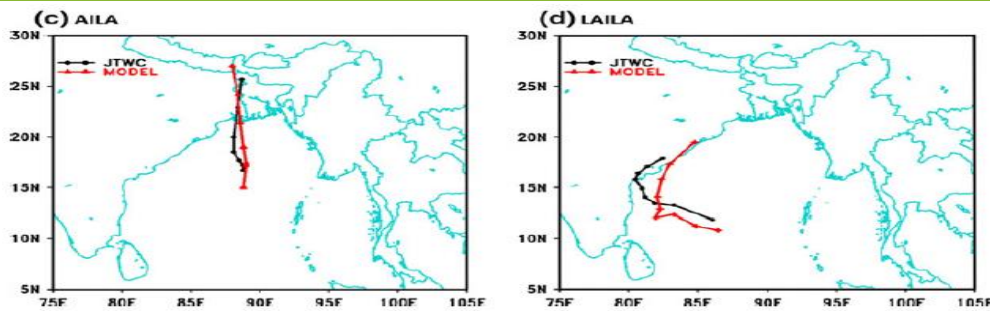 (c) AILA
30N
25N
20N
15N
10N
5N
75E 80E 85E 90E 95E 100E 105E
JTWC
MODEL
(d) LAILA
30N
25N
20N
15N
10N
5N
75E 80E 85E 90E 95E 100E 105E
JTWC
MODEL